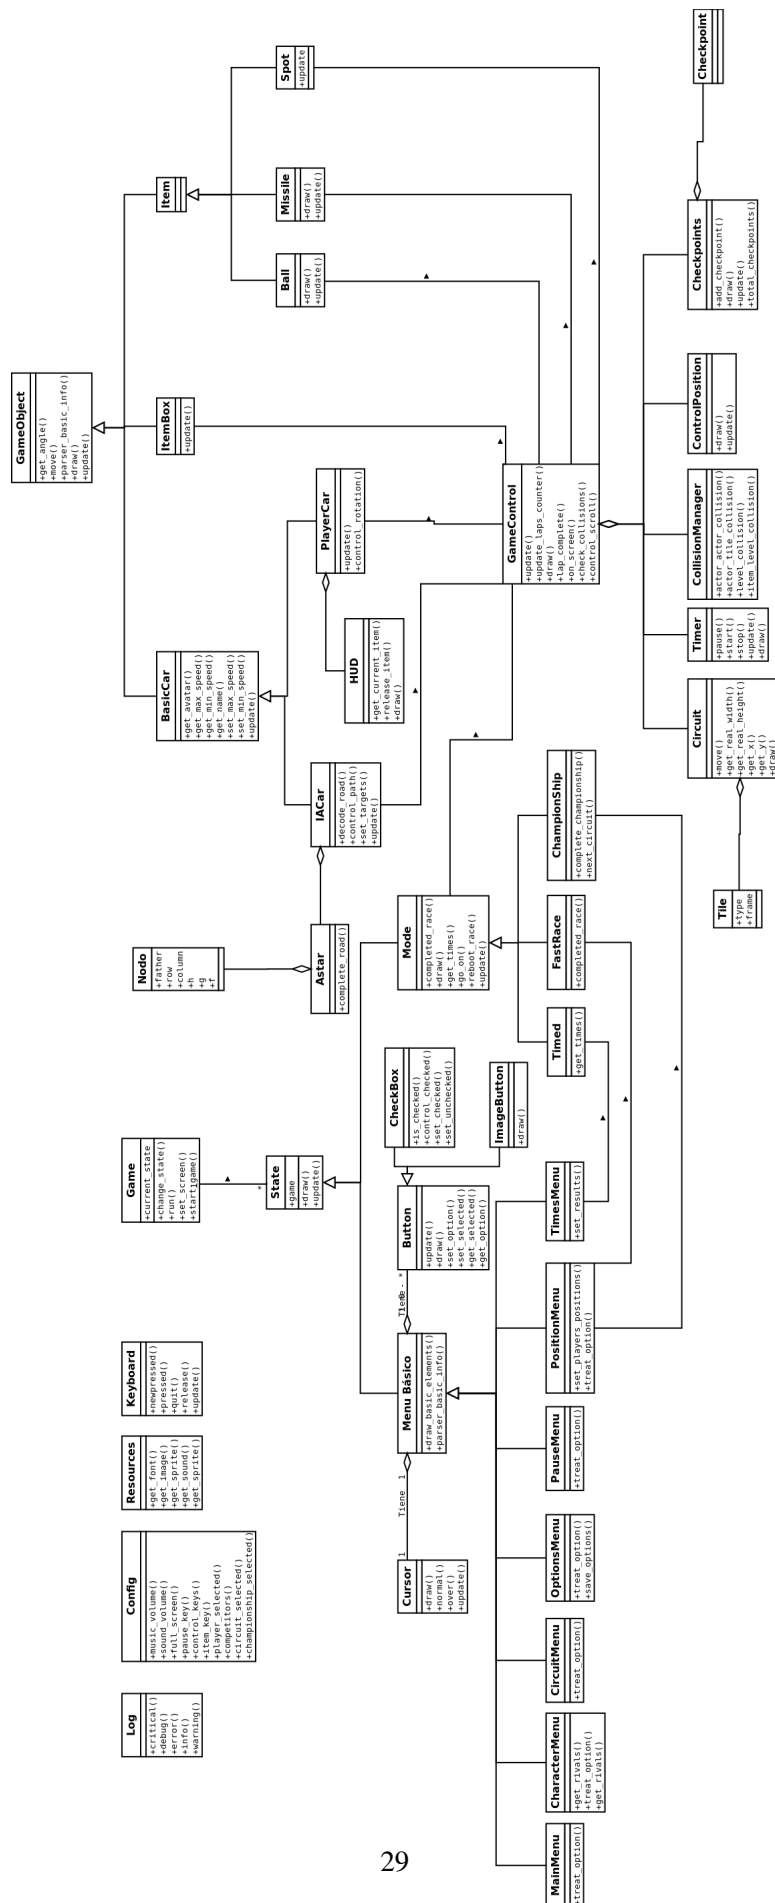 Log
+critical()
+debug()
+error()
+info()
+warning()
Config
+music_volume()
+sound_volume()
+full_screen()
+pause_key()
+control_keys()
+item_key()
+player_selected()
+competitors()
+circuit_selected()
+championship_selected()
Resources
+get_font()
+get_image()
+get_sprite()
+get_sound()
+get_sprite()
Keyboard
+newpressed()
+pressed()
+quit()
+release()
+update()
Game
+current_state
+change_state()
+run()
+set_screen()
+start1game()
*
State
+game
+draw()
+update()
Nodo
+father
+row
+column
+h
+g
+f
Astar
+complete_road()
IACar
+decode_road()
+control_path()
+set_targets()
+update()
BasicCar
+get_avatar()
+get_max_speed()
+get_min_speed()
+get_name()
+set_max_speed()
+set_min_speed()
+update()
HUD
+get_current_item()
+release_item()
+draw()
PlayerCar
+update()
+control_rotation()
GameObject
+get_angle()
+move()
+parser_basic_info()
+draw()
+update()
ItemBox
+update()
Item
Ball
+draw()
+update()
Missile
+draw()
+update()
Spot
+update
Cursor
+draw()
+normal()
+over()
+update()
1
Tiene
1
Menu Básico
+draw_basic_elements()
+parser_basic_info()
Tiene
*
Button
+update()
+draw()
+set_option()
+set_selected()
+get_selected()
+get_option()
CheckBox
+is_checked()
+control_checked()
+set_checked()
+set_unchecked()
ImageButton
+draw()
Mode
+completed_race()
+draw()
+get_times()
+go_on()
+reboot_race()
+update()
GameControl
+update()
+update_laps_counter()
+draw()
+lap_complete()
+on_screen()
+check_collisions()
+control_scroll()
MainMenu
+treat_option()
CharacterMenu
+get_rivals()
+treat_option()
+get_rivals()
CircuitMenu
+treat_option()
OptionsMenu
+treat_option()
+save_options()
PauseMenu
+treat_option()
PositionMenu
+set_players_positions()
+treat_option()
TimesMenu
+set_results()
Timed
+get_times()
FastRace
+completed_race()
ChampionShip
+complete_championship()
+next_circuit()
Tile
+type
+frame
Circuit
+move()
+get_real_width()
+get_real_height()
+get_x()
+get_y()
+draw()
Timer
+pause()
+start()
+stop()
+update()
+draw()
CollisionManager
+actor_actor_collision()
+actor_tile_collision()
+level_collision()
+item_level_collision()
ControlPosition
+draw()
+update()
Checkpoints
+add_checkpoint()
+draw()
+update()
+total_checkpoints()
Checkpoint
29